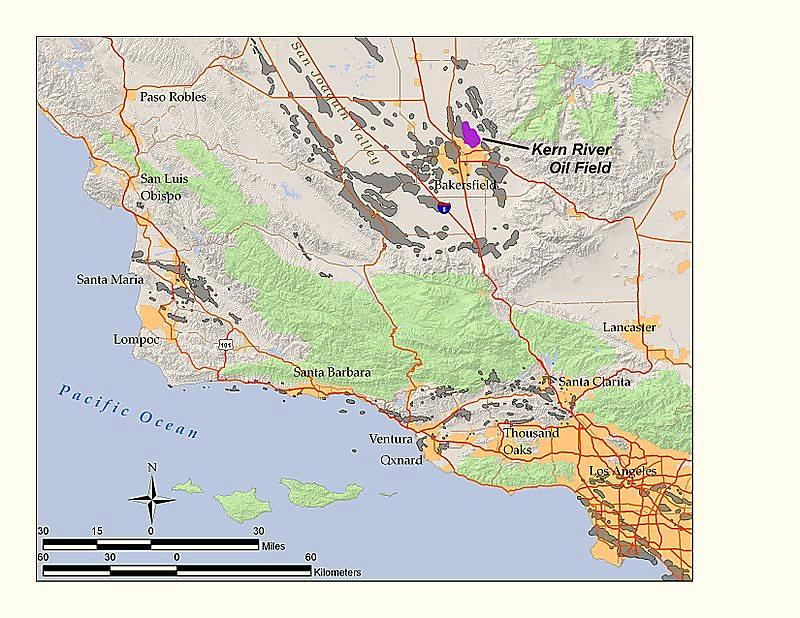 San Joaquin Valley
Paso Robles
Kern River
Oil Field
San Luis
Obispo
Bakersfield
5
Santa Maria
Lompoc
101
Lancaster
Santa Barbara
Santa Clarita
Pacific Ocean
Ventura
Oxnard
Thousand
Oaks
Los Angeles
N
30 15 0 30
Miles
60 30 0 60
Kilometers